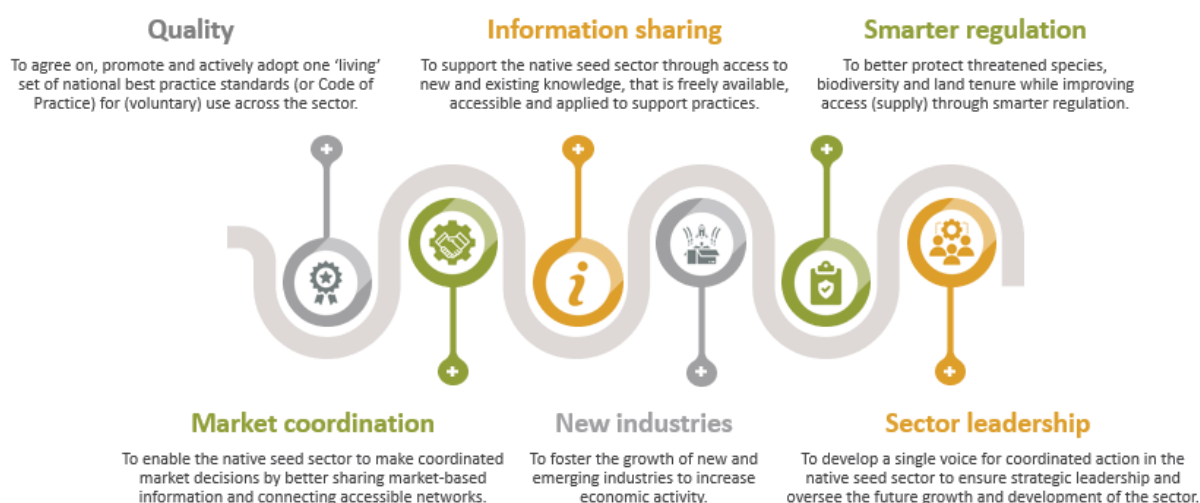 Quality
To agree on, promote and actively adopt one ‘living’
set of national best practice standards (or Code of
Practice) for (voluntary) use across the sector.
Information sharing
To support the native seed sector through access to
new and existing knowledge, that is freely available,
accessible and applied to support practices.
Smarter regulation
To better protect threatened species,
biodiversity and land tenure while improving
access (supply) through smarter regulation.
Market coordination
To enable the native seed sector to make coordinated
market decisions by better sharing market-based
information and connecting accessible networks.
New industries
To foster the growth of new and
emerging industries to increase
economic activity.
Sector leadership
To develop a single voice for coordinated action in the
native seed sector to ensure strategic leadership and
oversee the future growth and development of the sector.